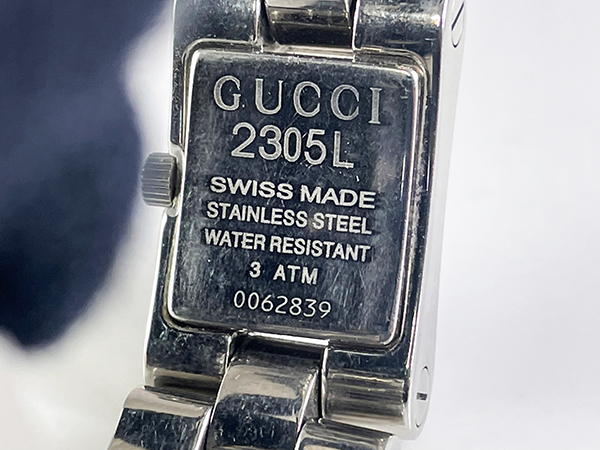 GUCCI
2305L
SWISS MADE
STAINLESS STEEL
WATER RESISTANT
3 ATM
0062839